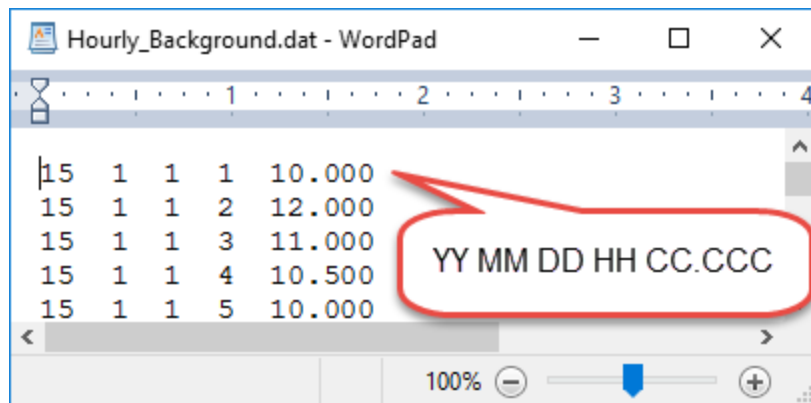 Hourly_Background.dat - WordPad
1 2 3 4
15 1 1 1 10.000
15 1 1 2 12.000
15 1 1 3 11.000
15 1 1 4 10.500
15 1 1 5 10.000
YY MM DD HH CC.CCC
100%